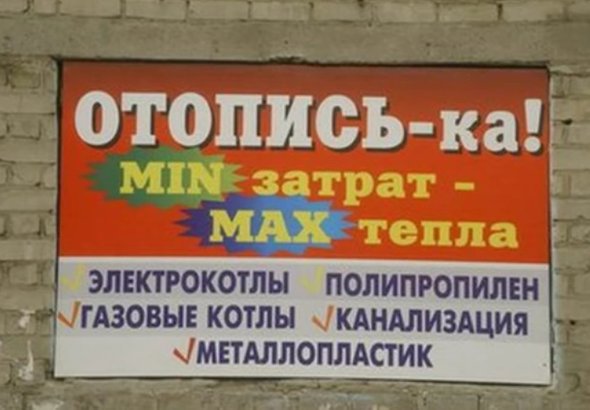 ОТОПИСЬ-ка!
MIN затрат -
MAX тепла
ЭЛЕКТРОКОТЛЫ ПОЛИПРОПИЛЕН
ГАЗОВЫЕ КОТЛЫ КАНАЛИЗАЦИЯ
МЕТАЛЛОПЛАСТИК